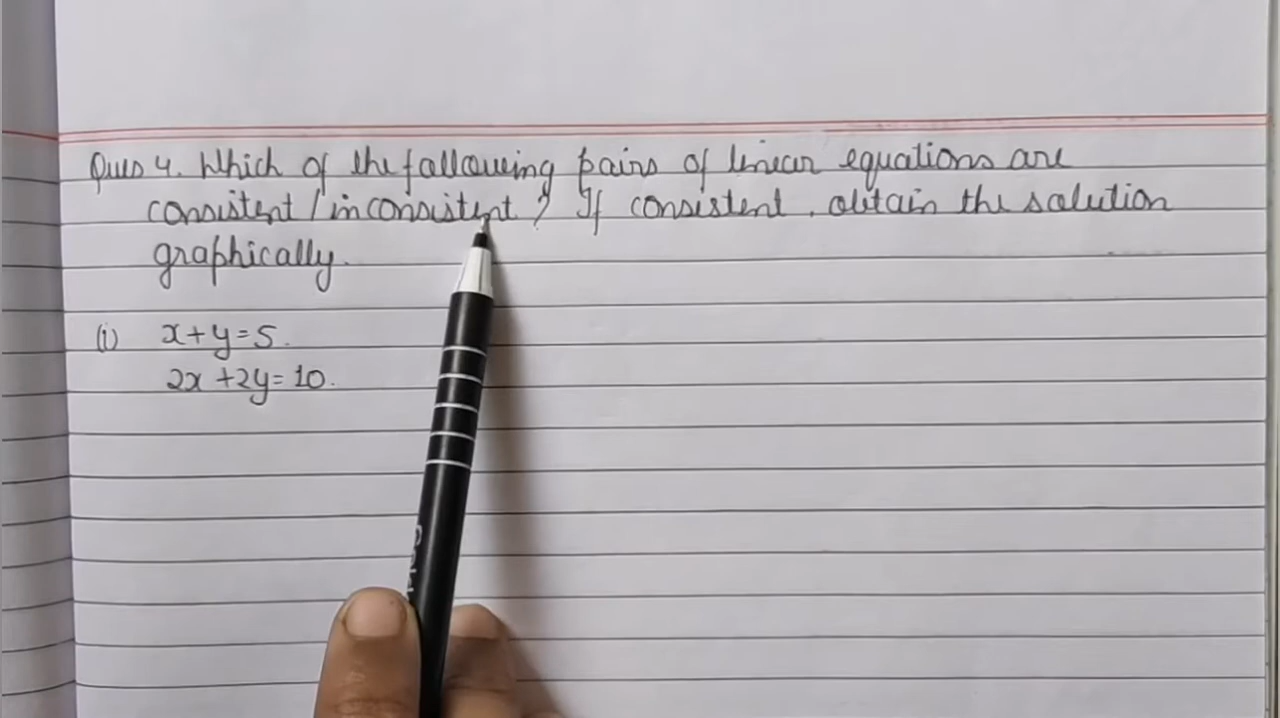 Ques 4. Which of the following pairs of linear equations are
consistent / inconsistent ? If consistent, obtain the solution
graphically.
(i) x+y=5.
2x+2y=10.